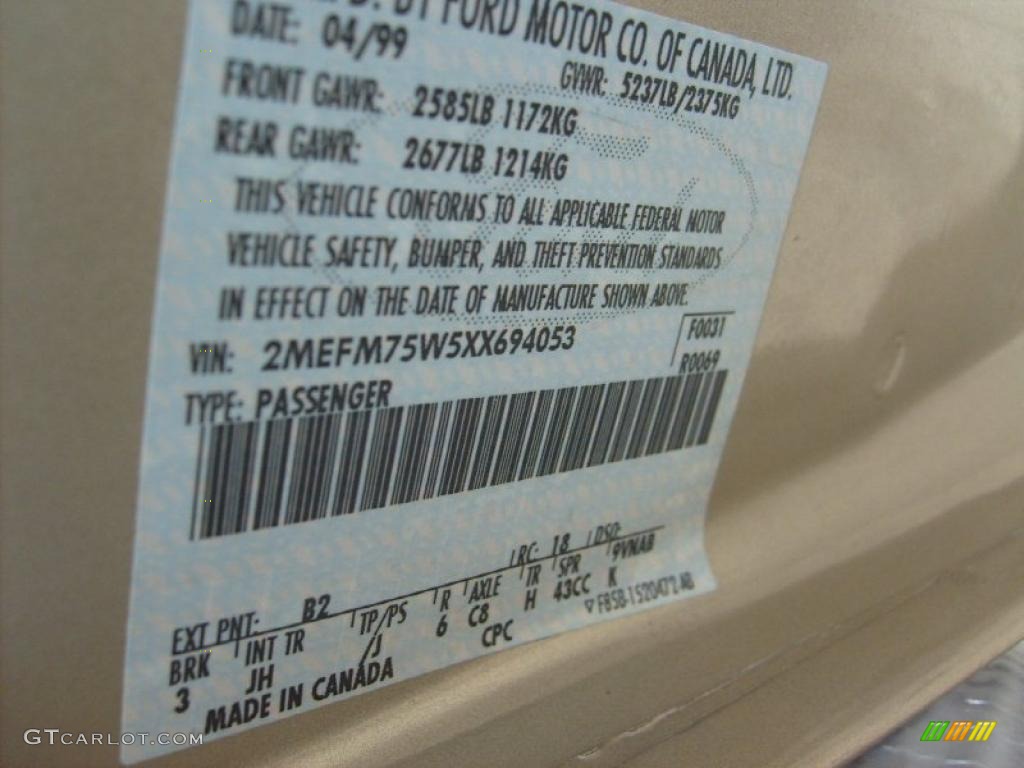 BY FORD MOTOR CO. OF CANADA, LTD.
DATE: 04/99
GVWR: 5237LB/2375KG
FRONT GAWR: 2585LB 1172KG
REAR GAWR: 2677LB 1214KG
THIS VEHICLE CONFORMS TO ALL APPLICABLE FEDERAL MOTOR
VEHICLE SAFETY, BUMPER, AND THEFT PREVENTION STANDARDS
IN EFFECT ON THE DATE OF MANUFACTURE SHOWN ABOVE.
VIN: 2MEFM75W5XX694053
F0031
R0069
TYPE: PASSENGER
EXT PNT: B2 RC: 18 DSO:
BRK INT TR TP/PS R AXLE TR SPR 9VNAB
3 JH /J 6 C8 H 43CC K
MADE IN CANADA CPC ▽F85B-1520472-AB
GTCARLOT.COM